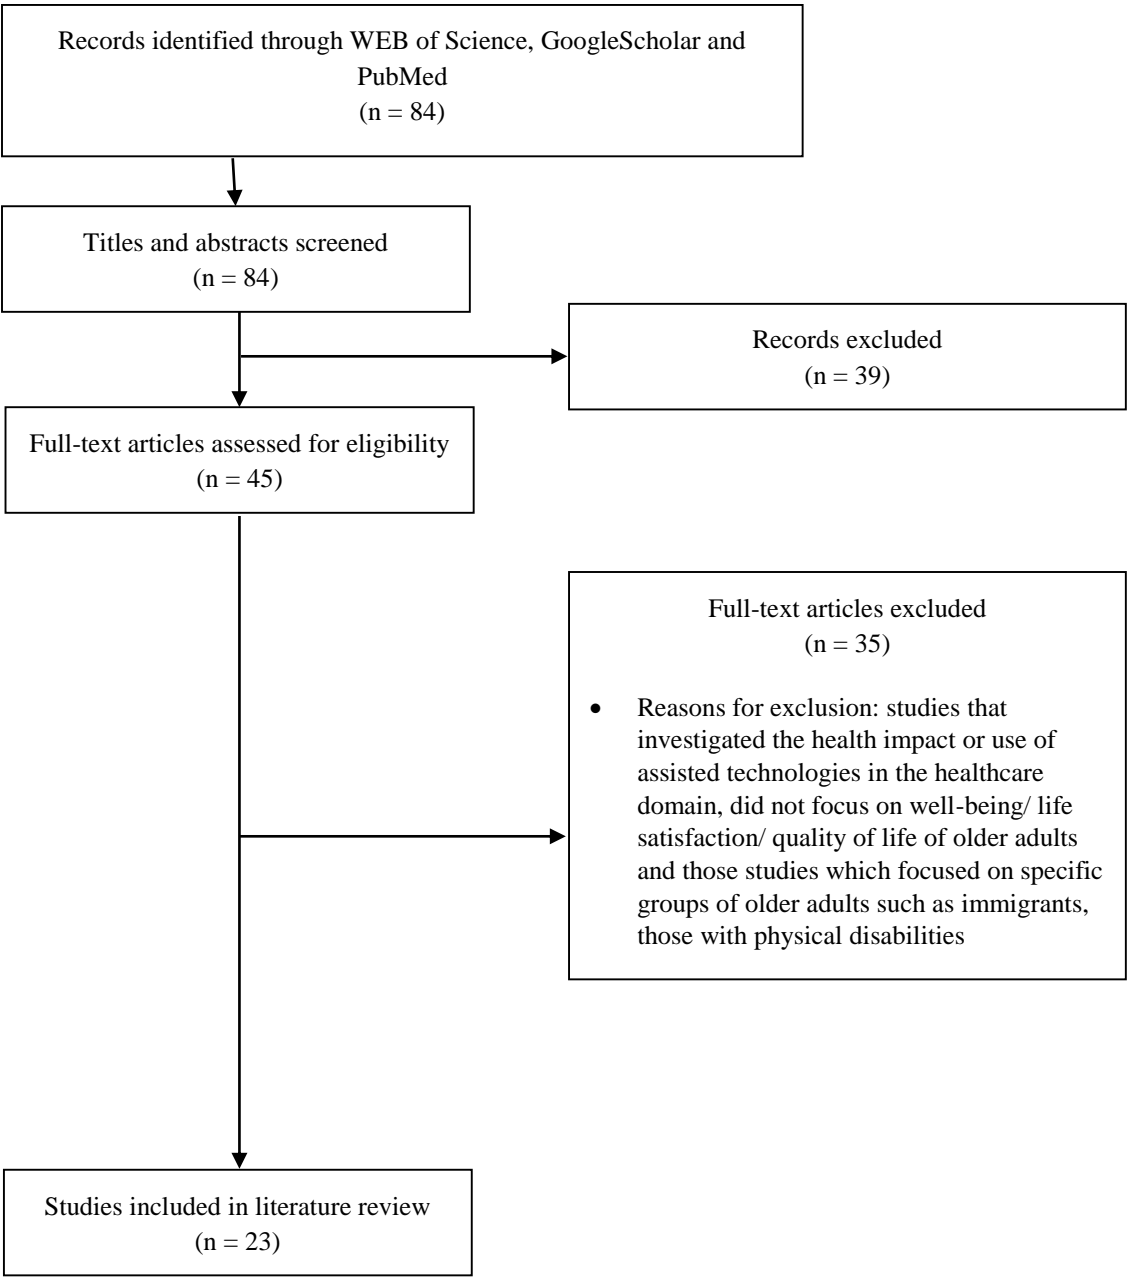 Records identified through WEB of Science, GoogleScholar and
PubMed
(n = 84)
Titles and abstracts screened
(n = 84)
Records excluded
(n = 39)
Full-text articles assessed for eligibility
(n = 45)
Full-text articles excluded
(n = 35)
• Reasons for exclusion: studies that
investigated the health impact or use of
assisted technologies in the healthcare
domain, did not focus on well-being/ life
satisfaction/ quality of life of older adults
and those studies which focused on specific
groups of older adults such as immigrants,
those with physical disabilities
Studies included in literature review
(n = 23)